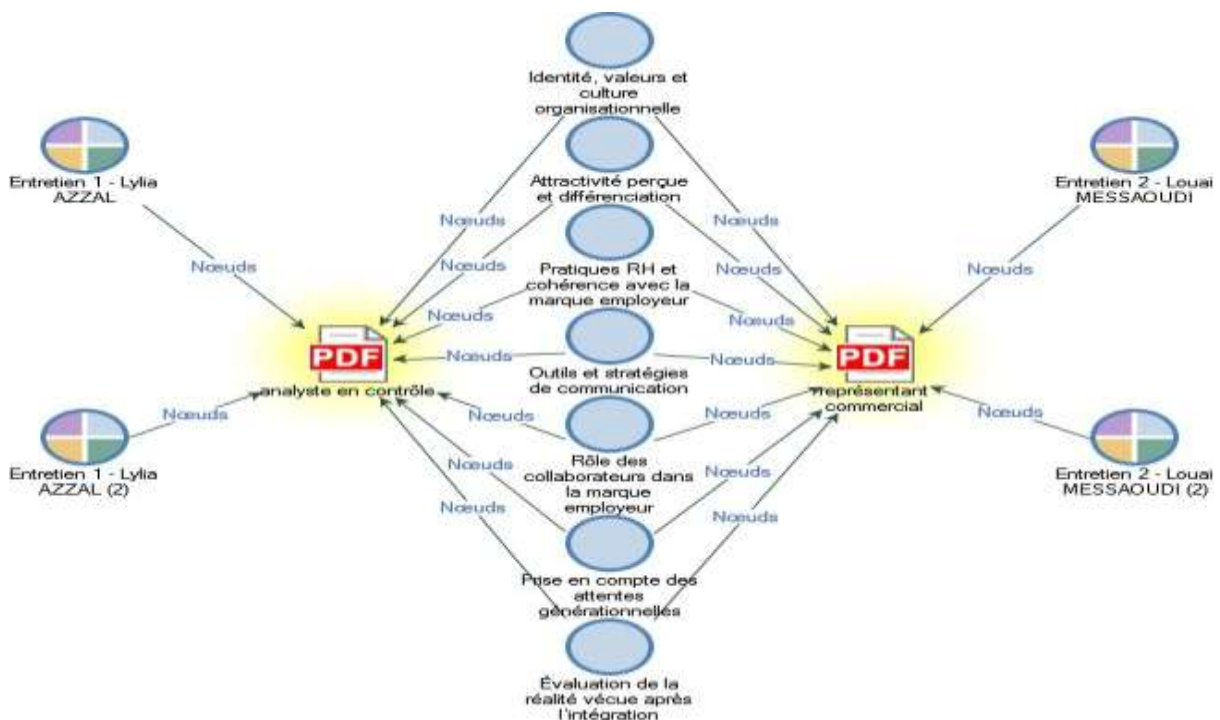 Identité, valeurs et
culture
organisationnelle
Entretien 1 - Lylia
AZZAL
Attractivité perçue
et différenciation
Entretien 2 - Louai
MESSAOUDI
Nœuds
Nœuds
Nœuds
Nœuds
Nœuds
Nœuds
Pratiques RH et
cohérence avec la
marque employeur
Nœuds
Nœuds
PDF
PDF
Nœuds
Nœuds
analyste en contrôle
Outils et stratégies
de communication
représentant
commercial
Nœuds
Nœuds
Nœuds
Nœuds
Entretien 1 - Lylia
AZZAL (2)
Rôle des
collaborateurs dans
la marque
employeur
Entretien 2 - Louai
MESSAOUDI (2)
Nœuds
Nœuds
Nœuds
Nœuds
Prise en compte des
attentes
générationnelles
Évaluation de la
réalité vécue après
l'intégration